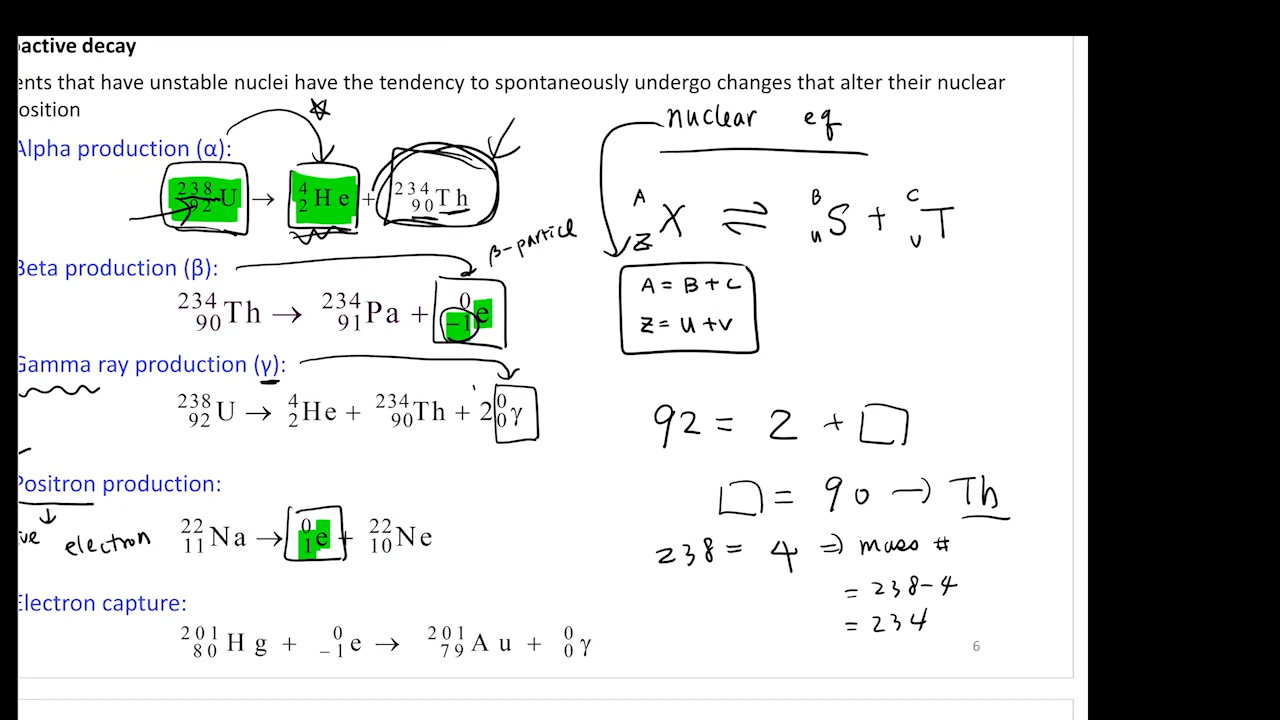 oactive decay
ents that have unstable nuclei have the tendency to spontaneously undergo changes that alter their nuclear
osition
nuclear eq
Alpha production (α):
²³⁸₉₂U → ⁴₂He + ²³⁴₉₀Th
ᴬ_Z X ⇌ ᴮ_u S + ᶜ_v T
β-particle
Beta production (β):
A = B + C
²³⁴₉₀Th → ²³⁴₉₁Pa + ⁰₋₁e
Z = u + v
Gamma ray production (γ):
²³⁸₉₂U → ⁴₂He + ²³⁴₉₀Th + 2⁰₀γ
92 = 2 + □
Positron production:
□ = 90 → Th
²²₁₁Na → ⁰₁e + ²²₁₀Ne
ve electron
238 = 4 ⇒ mass #
= 238-4
Electron capture:
= 234
²⁰¹₈₀Hg + ⁰₋₁e → ²⁰¹₇₉Au + ⁰₀γ
6